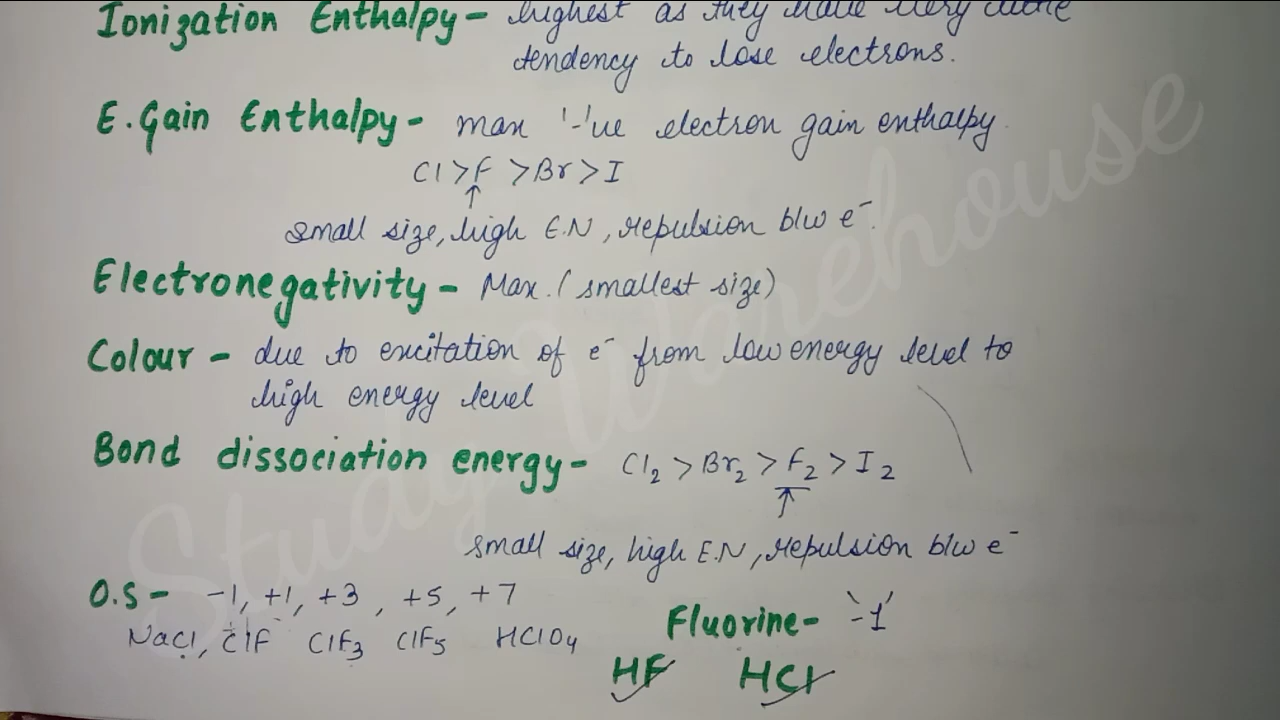 Ionization Enthalpy - highest as they have very little
tendency to lose electrons.
E. Gain Enthalpy - max '-'ve electron gain enthalpy.
Cl > F > Br > I
↑
small size, high E.N, repulsion b/w e⁻.
Electronegativity - Max. (smallest size)
Colour - due to excitation of e⁻ from low energy level to
high energy level
Bond dissociation energy - Cl₂ > Br₂ > F₂ > I₂
↑
small size, high E.N, repulsion b/w e⁻
O.S - -1, +1, +3, +5, +7
NaCl, ClF ClF₃ ClF₅ HClO₄
Fluorine - '-1'
HF HCl
Study Warehouse